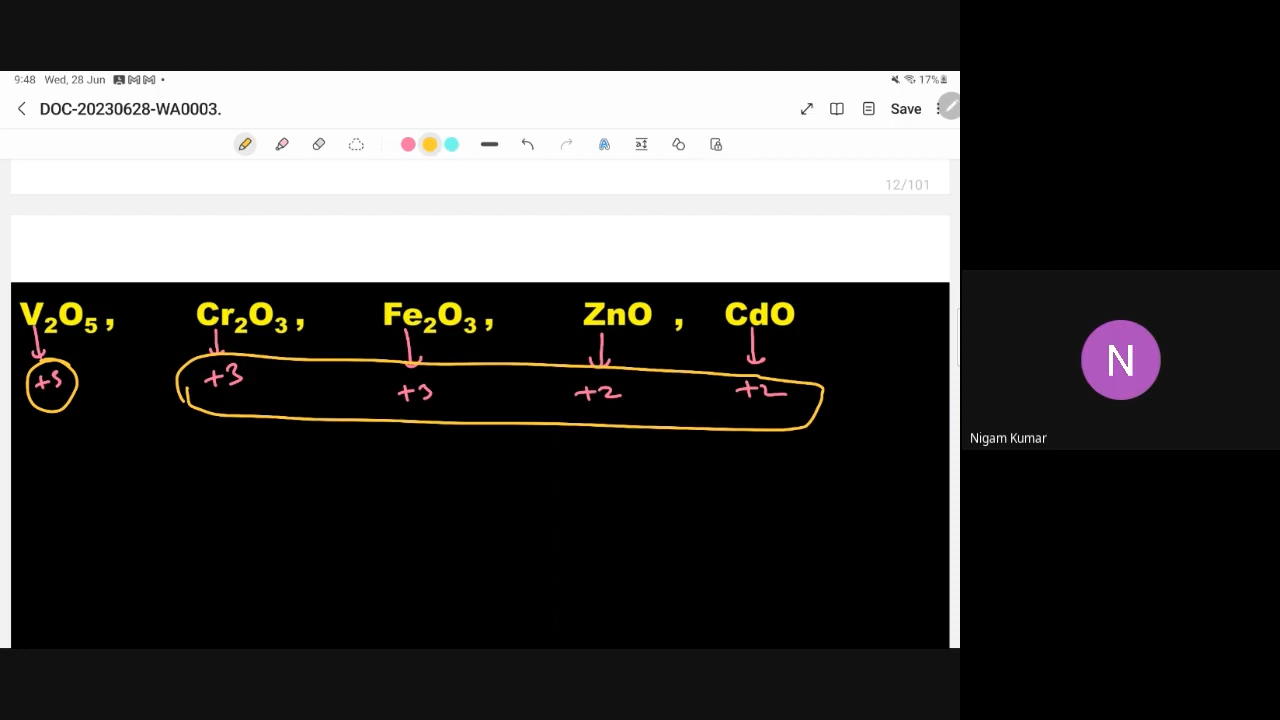 9:48 Wed, 28 Jun 17%
DOC-20230628-WA0003.
Save
12/101
V₂O₅ , Cr₂O₃ , Fe₂O₃ , ZnO , CdO
+5 +3 +3 +2 +2
N
Nigam Kumar